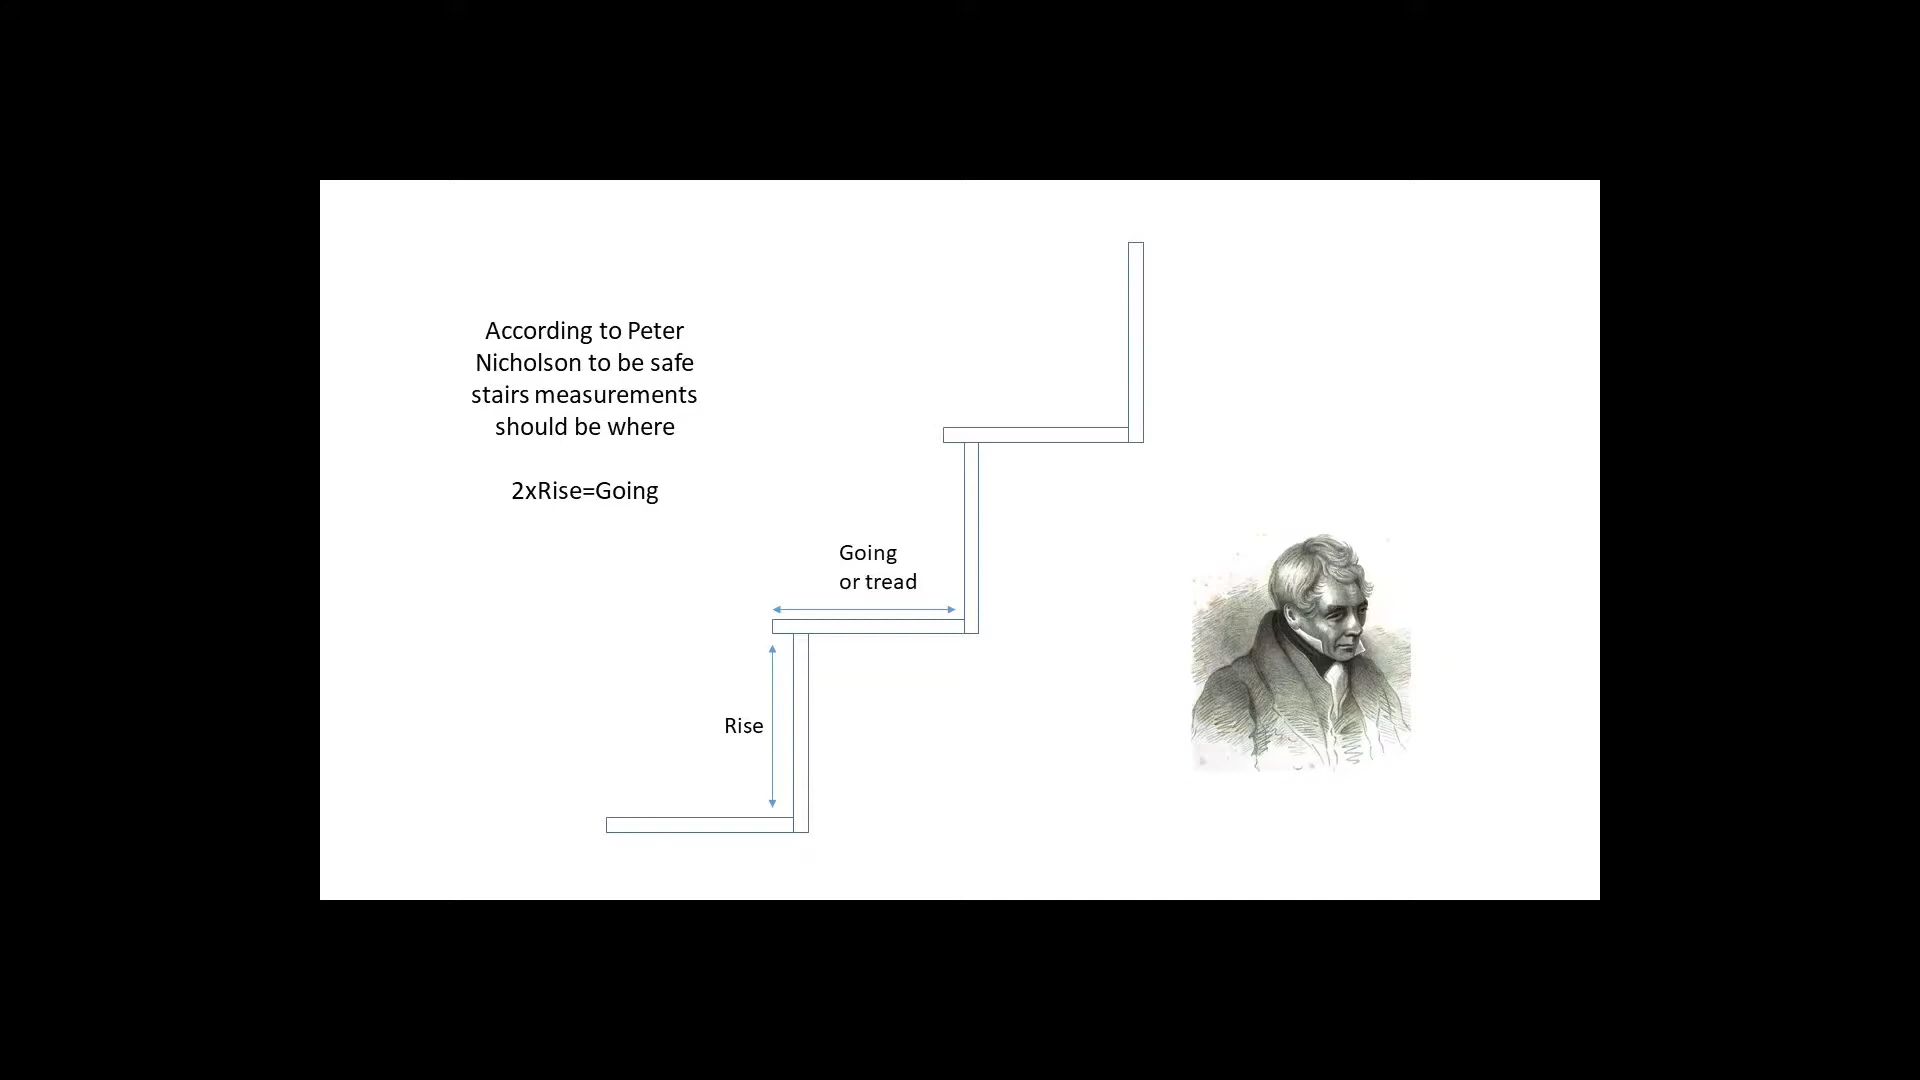 According to Peter
Nicholson to be safe
stairs measurements
should be where
2xRise=Going
Going
or tread
Rise